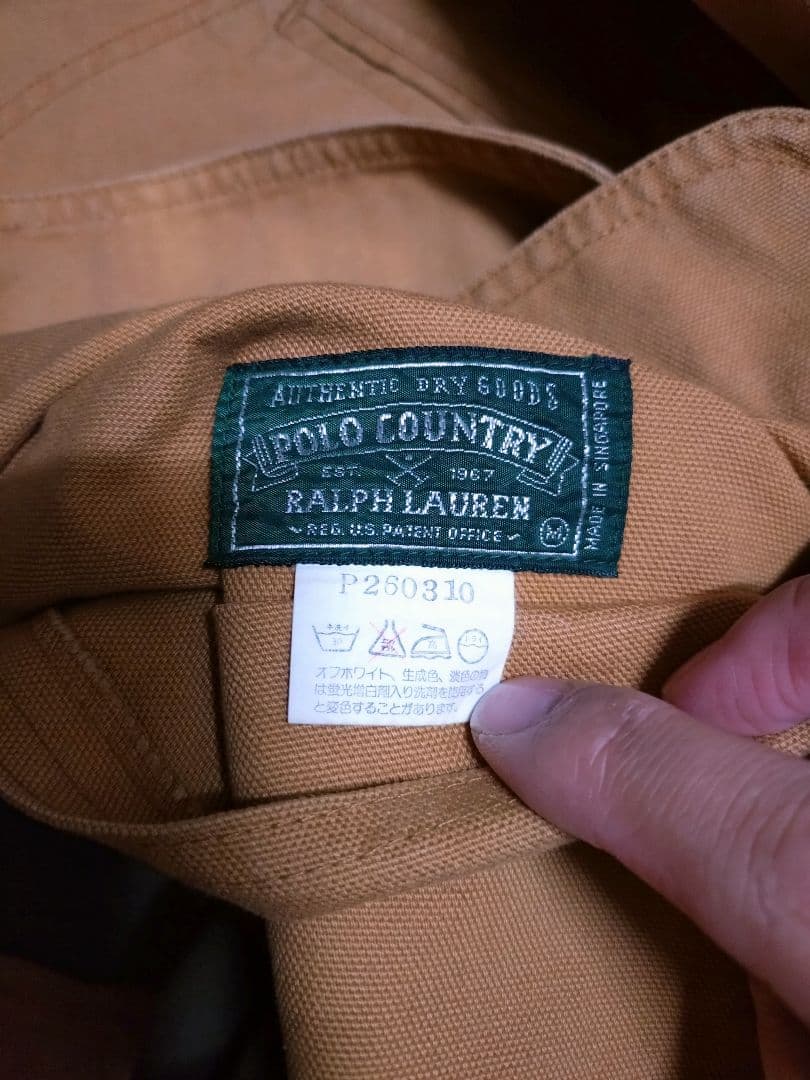 AUTHENTIC DRY GOODS
POLO COUNTRY
EST. 1967
RALPH LAUREN
~REG. U.S. PATENT OFFICE~
M
MADE IN SINGAPORE
P260310
オフホワイト、生成色、淡色の
は蛍光増白剤入り洗剤を使用する
と変色することがあります。